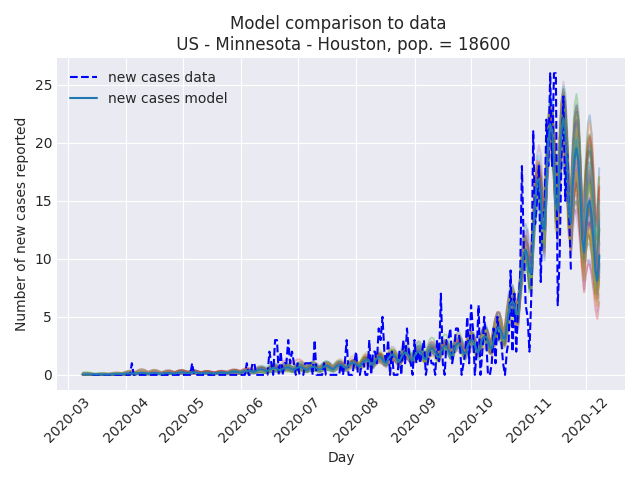 Model comparison to data
US - Minnesota - Houston, pop. = 18600
new cases data
new cases model
Number of new cases reported
25
20
15
10
5
0
2020-03
2020-04
2020-05
2020-06
2020-07
2020-08
2020-09
2020-10
2020-11
2020-12
Day